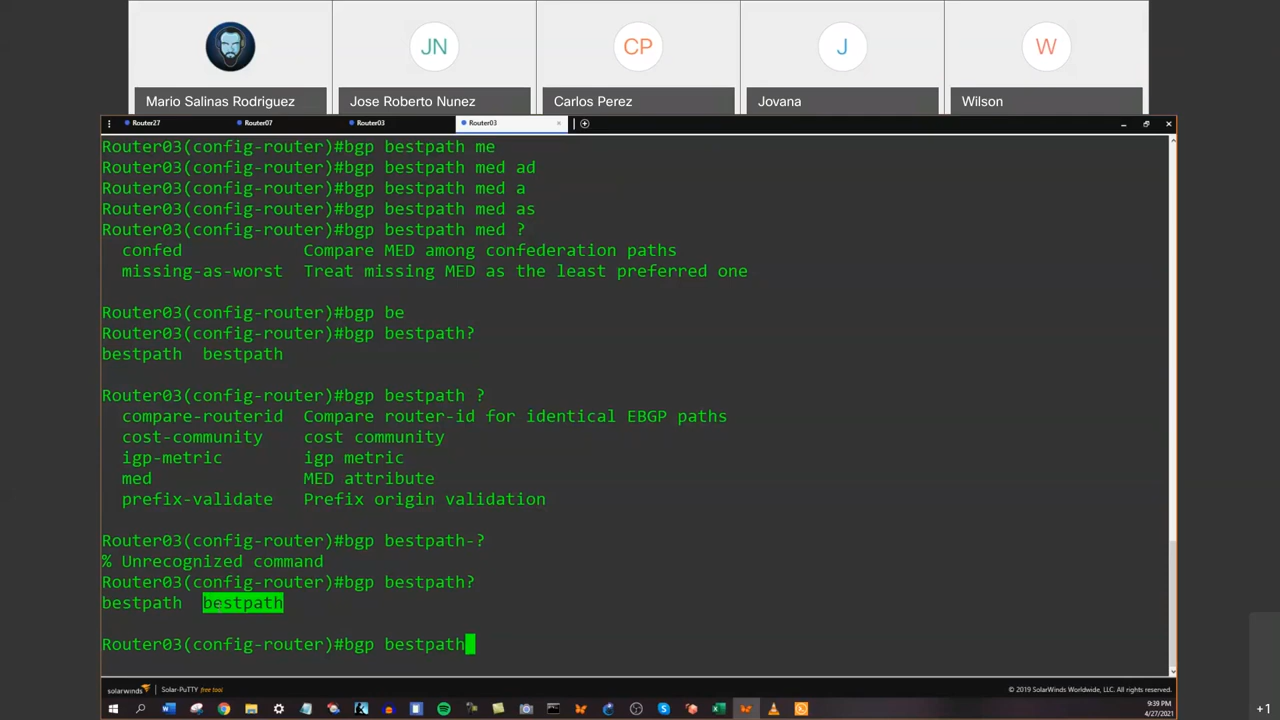 JN
CP
J
W
Mario Salinas Rodriguez
Jose Roberto Nunez
Carlos Perez
Jovana
Wilson
Router27
Router07
Router03
Router03
Router03(config-router)#bgp bestpath me
Router03(config-router)#bgp bestpath med ad
Router03(config-router)#bgp bestpath med a
Router03(config-router)#bgp bestpath med as
Router03(config-router)#bgp bestpath med ?
confed Compare MED among confederation paths
missing-as-worst Treat missing MED as the least preferred one
Router03(config-router)#bgp be
Router03(config-router)#bgp bestpath?
bestpath bestpath
Router03(config-router)#bgp bestpath ?
compare-routerid Compare router-id for identical EBGP paths
cost-community cost community
igp-metric igp metric
med MED attribute
prefix-validate Prefix origin validation
Router03(config-router)#bgp bestpath-?
% Unrecognized command
Router03(config-router)#bgp bestpath?
bestpath bestpath
Router03(config-router)#bgp bestpath
solarwinds Solar-PuTTY free tool
© 2019 SolarWinds Worldwide, LLC. All rights reserved.
9:39 PM
4/27/2021
+1